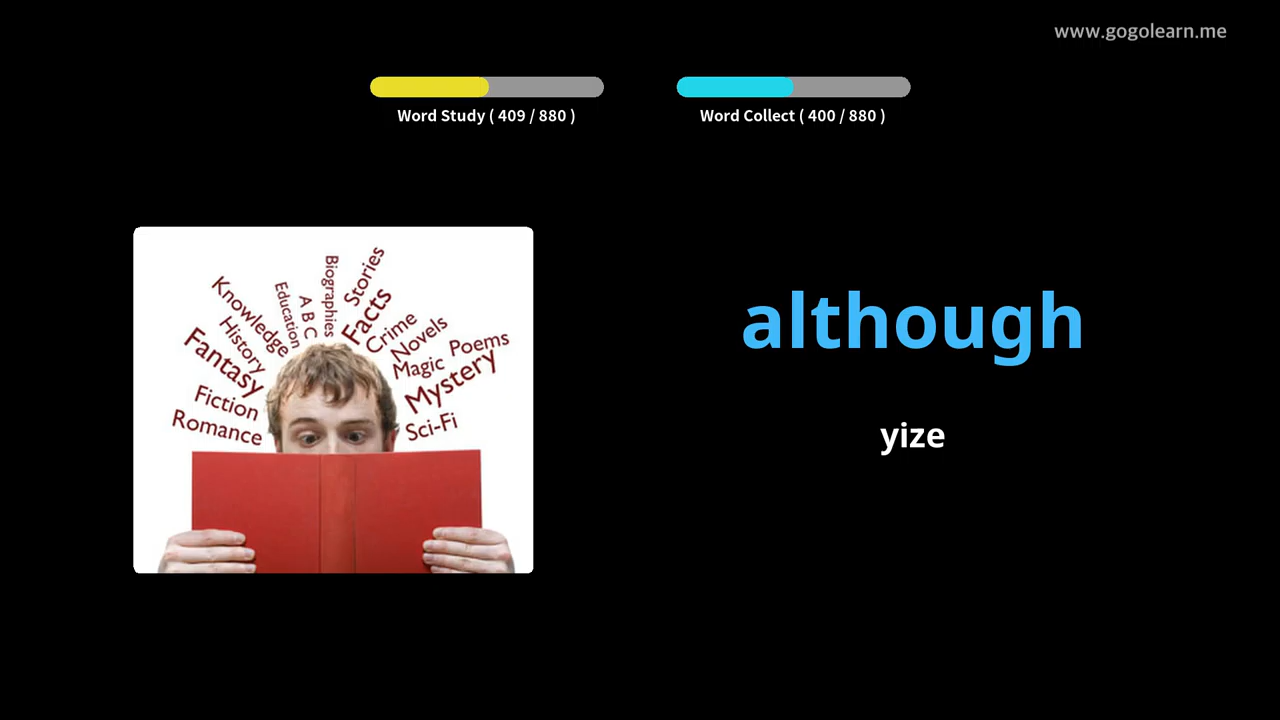 www.gogolearn.me
Word Study ( 409 / 880 )
Word Collect ( 400 / 880 )
although
yize
Stories
Biographies
A B C
Education
Facts
Knowledge
Crime
History
Novels
Fantasy
Magic
Poems
Mystery
Fiction
Romance
Sci-Fi